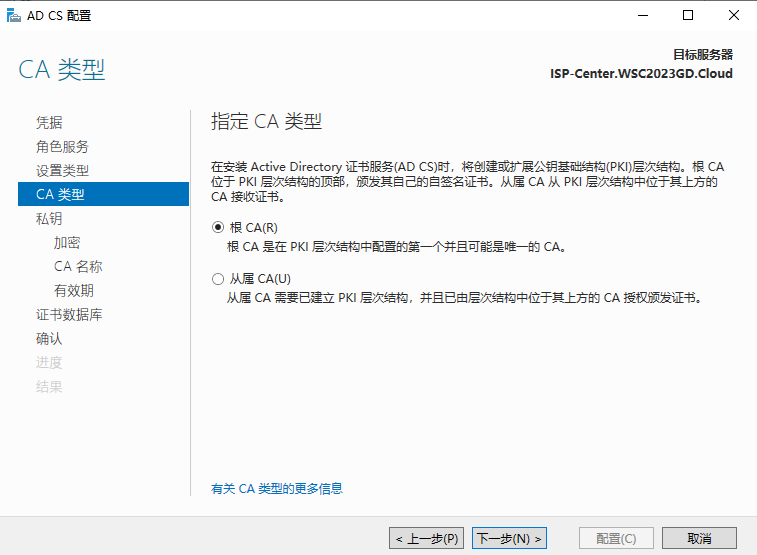 AD CS 配置
CA 类型
目标服务器
ISP-Center.WSC2023GD.Cloud
凭据
角色服务
设置类型
CA 类型
私钥
加密
CA 名称
有效期
证书数据库
确认
进度
结果
指定 CA 类型
在安装 Active Directory 证书服务(AD CS)时，将创建或扩展公钥基础结构(PKI)层次结构。根 CA
位于 PKI 层次结构的顶部，颁发其自己的自签名证书。从属 CA 从 PKI 层次结构中位于其上方的
CA 接收证书。
根 CA(R)
根 CA 是在 PKI 层次结构中配置的第一个并且可能是唯一的 CA。
从属 CA(U)
从属 CA 需要已建立 PKI 层次结构，并且已由层次结构中位于其上方的 CA 授权颁发证书。
有关 CA 类型的更多信息
< 上一步(P)
下一步(N) >
配置(C)
取消